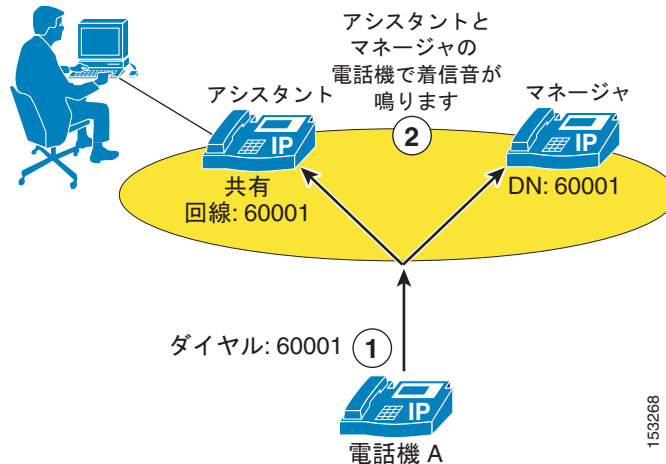 アシスタントと
マネージャの
電話機で着信音が
鳴ります
2
アシスタント
マネージャ
IP
IP
共有
回線: 60001
DN: 60001
ダイヤル: 60001
1
IP
電話機 A
153268